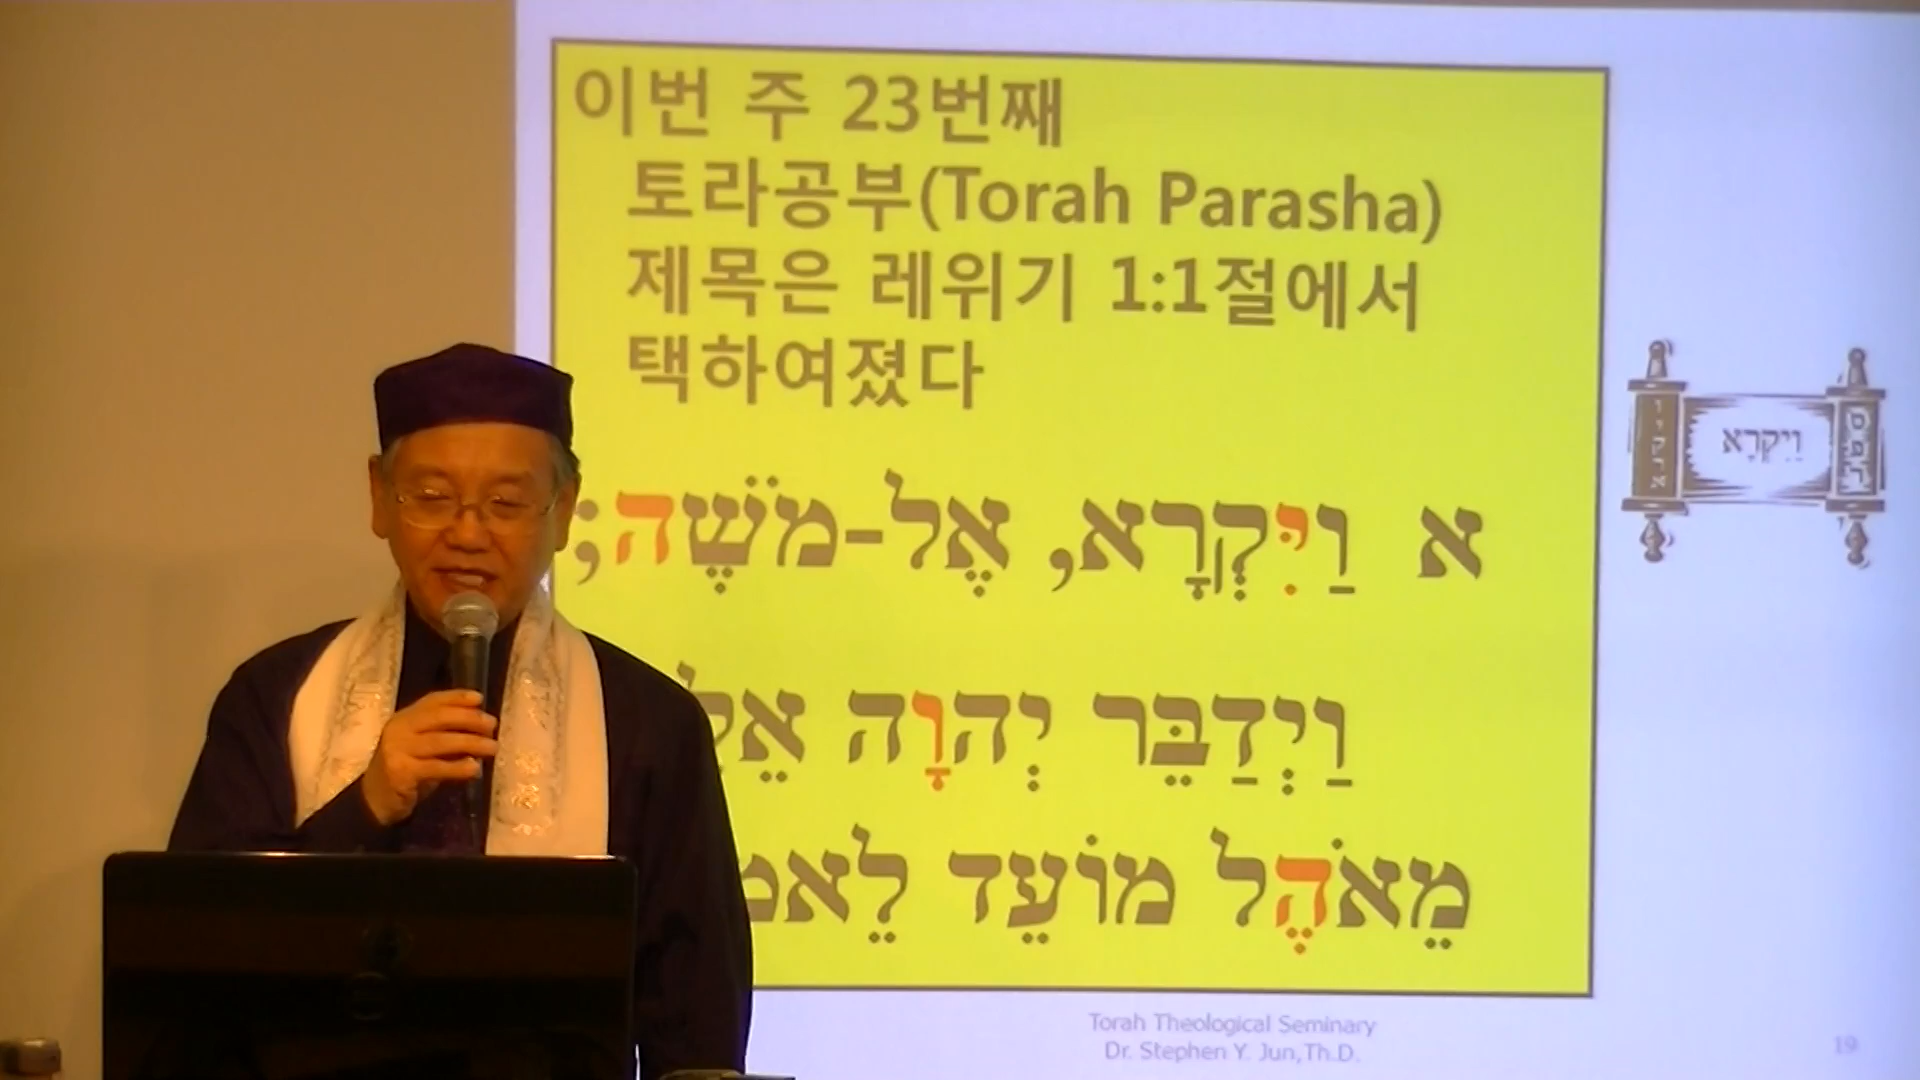 이번 주 23번째
토라공부(Torah Parasha)
제목은 레위기 1:1절에서
택하여졌다
א וַיִּקְרָא, אֶל-מֹשֶׁה;
וַיְדַבֵּר יְהוָה
מֵאֹהֶל מוֹעֵד
וַיִּקְרָא
ויקרא
ספר
Torah Theological Seminary
Dr. Stephen Y. Jun,Th.D.
19